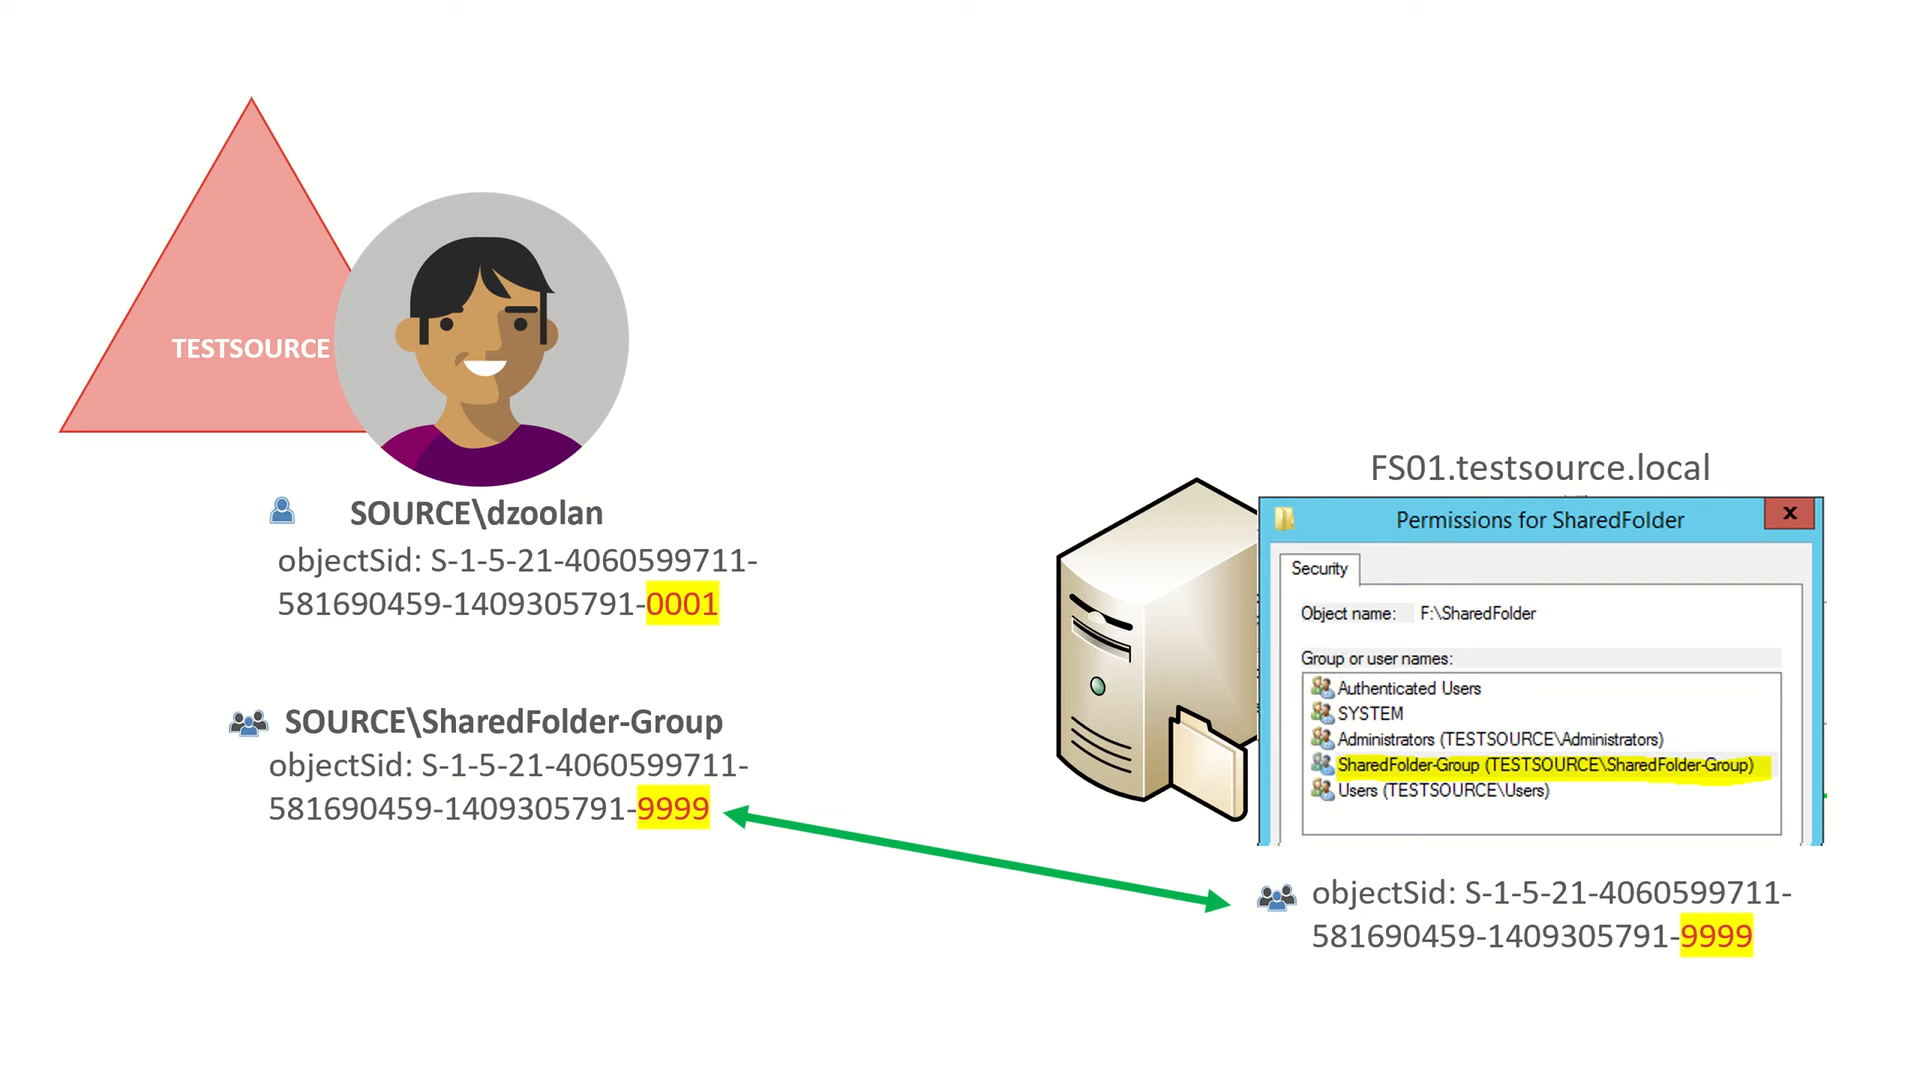 TESTSOURCE
SOURCE\dzoolan
objectSid: S-1-5-21-4060599711-
581690459-1409305791-0001
SOURCE\SharedFolder-Group
objectSid: S-1-5-21-4060599711-
581690459-1409305791-9999
FS01.testsource.local
Permissions for SharedFolder
Security
Object name: F:\SharedFolder
Group or user names:
Authenticated Users
SYSTEM
Administrators (TESTSOURCE\Administrators)
SharedFolder-Group (TESTSOURCE\SharedFolder-Group)
Users (TESTSOURCE\Users)
objectSid: S-1-5-21-4060599711-
581690459-1409305791-9999